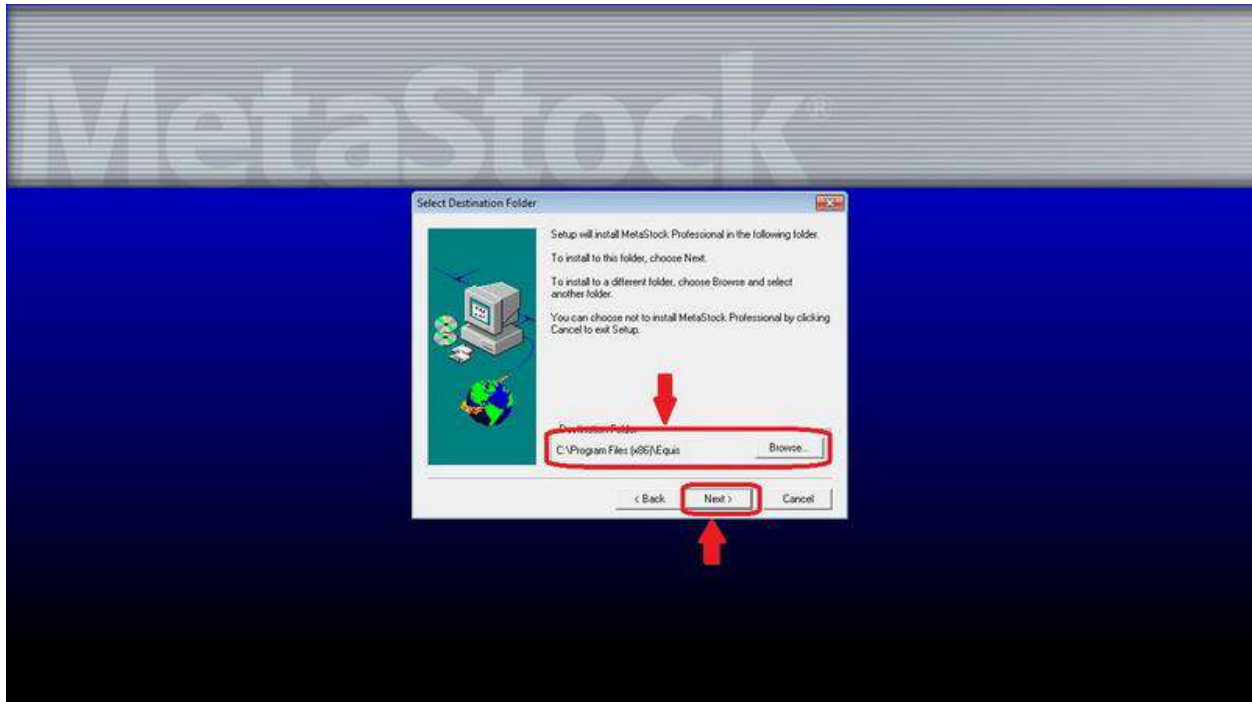 MetaStock®
Select Destination Folder
Setup will install MetaStock Professional in the following folder.
To install to this folder, choose Next.
To install to a different folder, choose Browse and select
another folder.
You can choose not to install MetaStock Professional by clicking
Cancel to exit Setup.
Destination Folder
C:\Program Files (x86)\Equis
Browse...
< Back
Next >
Cancel